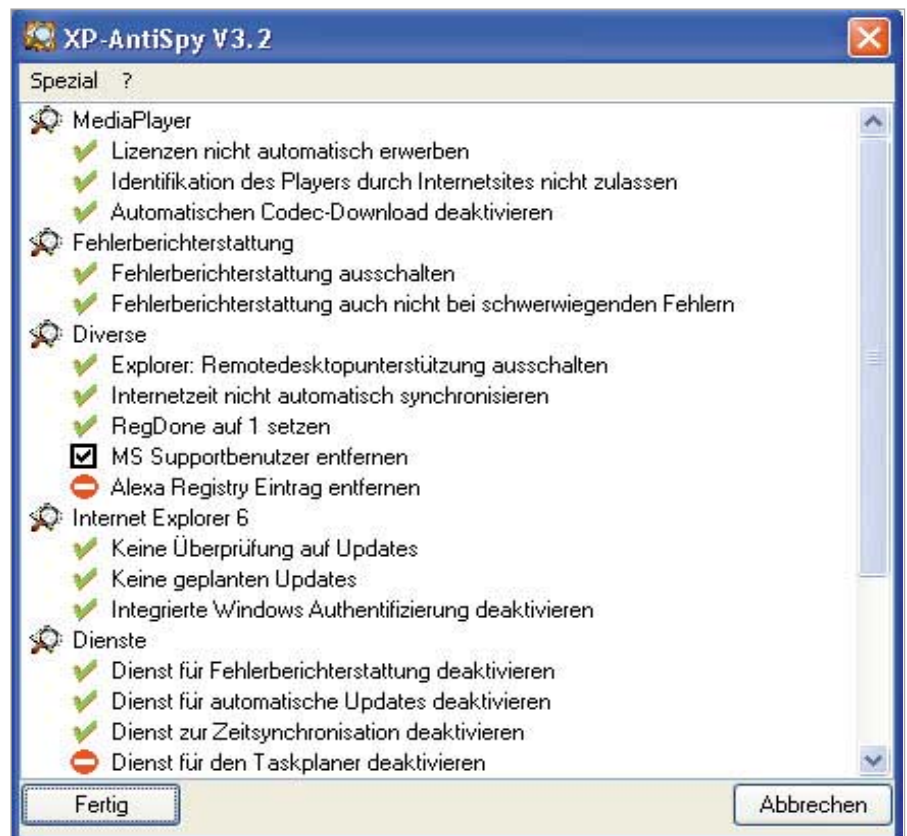 XP-AntiSpy V3.2
Spezial ?
MediaPlayer
Lizenzen nicht automatisch erwerben
Identifikation des Players durch Internetsites nicht zulassen
Automatischen Codec-Download deaktivieren
Fehlerberichterstattung
Fehlerberichterstattung ausschalten
Fehlerberichterstattung auch nicht bei schwerwiegenden Fehlern
Diverse
Explorer: Remotedesktopunterstützung ausschalten
Internetzeit nicht automatisch synchronisieren
RegDone auf 1 setzen
MS Supportbenutzer entfernen
Alexa Registry Eintrag entfernen
Internet Explorer 6
Keine Überprüfung auf Updates
Keine geplanten Updates
Integrierte Windows Authentifizierung deaktivieren
Dienste
Dienst für Fehlerberichterstattung deaktivieren
Dienst für automatische Updates deaktivieren
Dienst zur Zeitsynchronisation deaktivieren
Dienst für den Taskplaner deaktivieren
Fertig Abbrechen